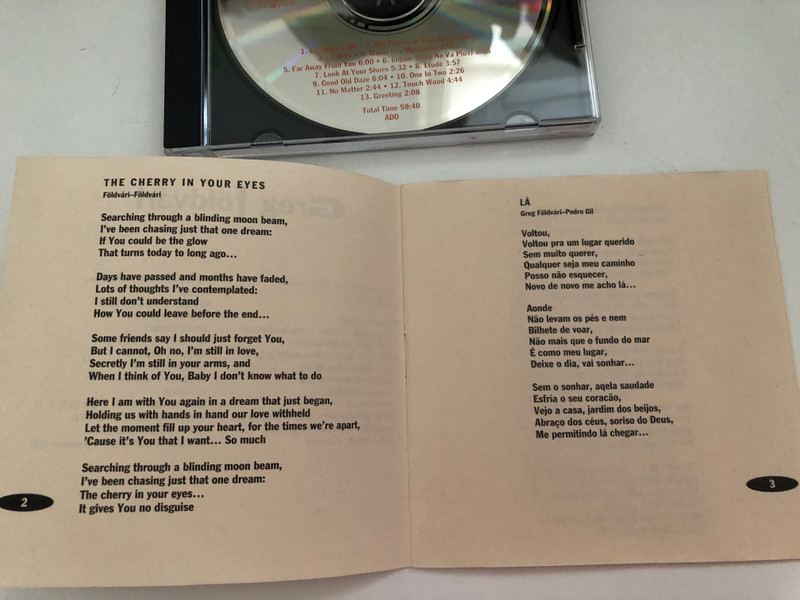 5. Far Away From You 6:00 • 6. Impair (Rien Ne Va Plus)
7. Look At Your Shoes 5:32 • 8. Etude 3:57
9. Good Old Daze 6:04 • 10. One In Two 2:26
11. No Matter 2:44 • 12. Touch Wood 4:44
13. Greeting 2:08
Total Time 59:40
ADD
THE CHERRY IN YOUR EYES
Földvári–Földvári
Searching through a blinding moon beam,
I've been chasing just that one dream:
If You could be the glow
That turns today to long ago...
Days have passed and months have faded,
Lots of thoughts I've contemplated:
I still don't understand
How You could leave before the end...
Some friends say I should just forget You,
But I cannot, Oh no, I'm still in love,
Secretly I'm still in your arms, and
When I think of You, Baby I don't know what to do
Here I am with You again in a dream that just began,
Holding us with hands in hand our love withheld
Let the moment fill up your heart, for the times we're apart,
'Cause it's You that I want... So much
Searching through a blinding moon beam,
I've been chasing just that one dream:
The cherry in your eyes...
It gives You no disguise
2
LÁ
Greg Földvári–Pedro Gil
Voltou,
Voltou pra um lugar querido
Sem muito querer,
Qualquer seja meu caminho
Posso não esquecer,
Novo de novo me acho lá...
Aonde
Não levam os pés e nem
Bilhete de voar,
Não mais que o fundo do mar
É como meu lugar,
Deixe o dia, vai sonhar...
Sem o sonhar, aqela saudade
Esfria o seu coracão,
Vejo a casa, jardim dos beijos,
Abraço dos céus, soriso do Deus,
Me permitindo lá chegar...
3